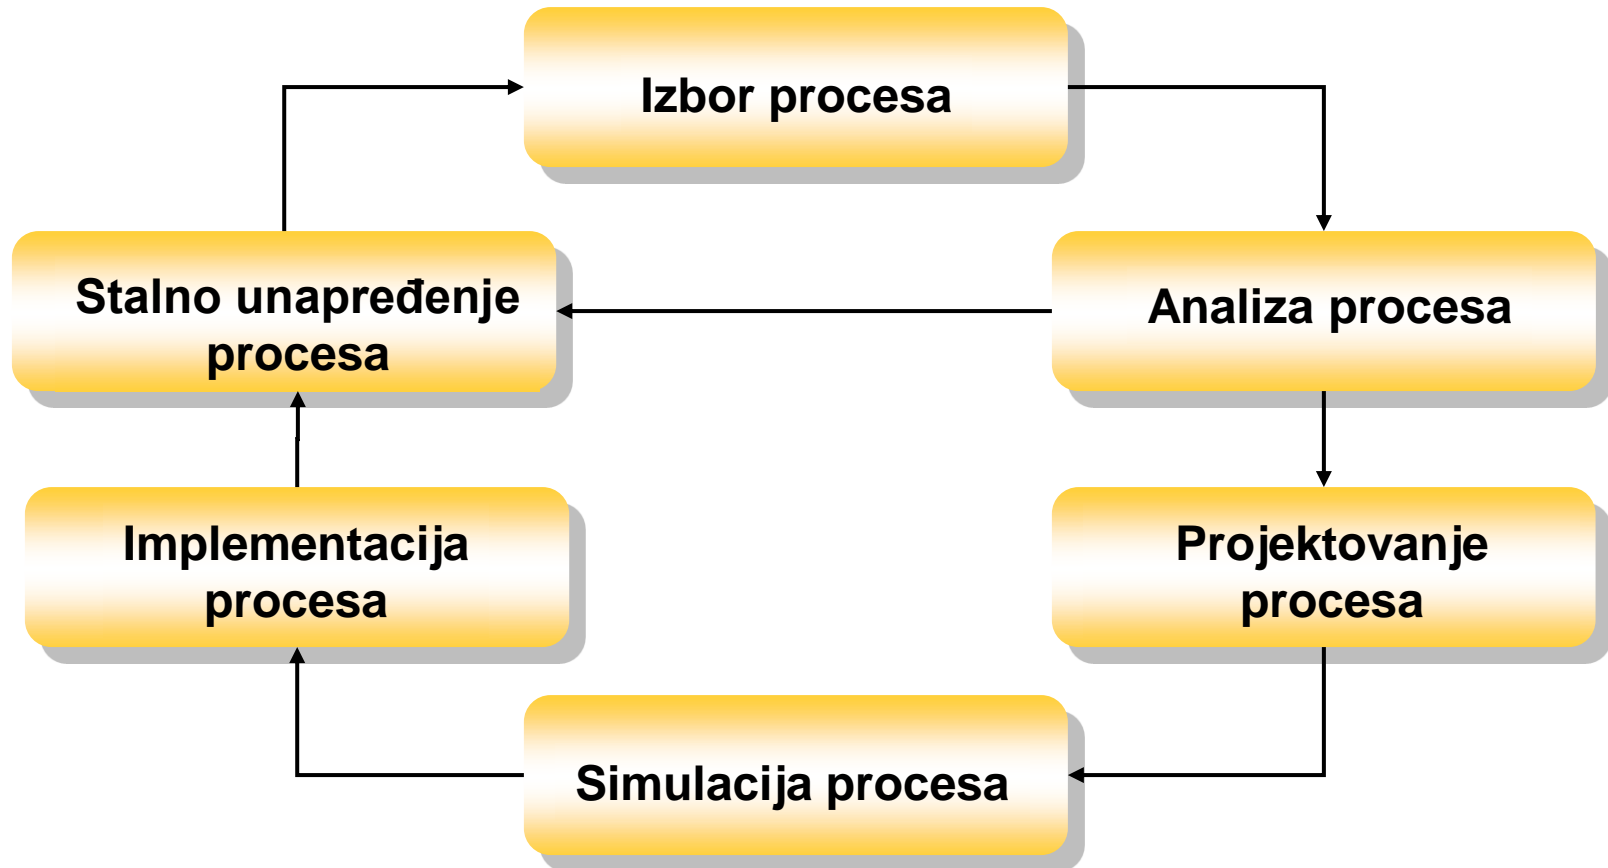 Izbor procesa
Stalno unapređenje
procesa
Analiza procesa
Implementacija
procesa
Projektovanje
procesa
Simulacija procesa